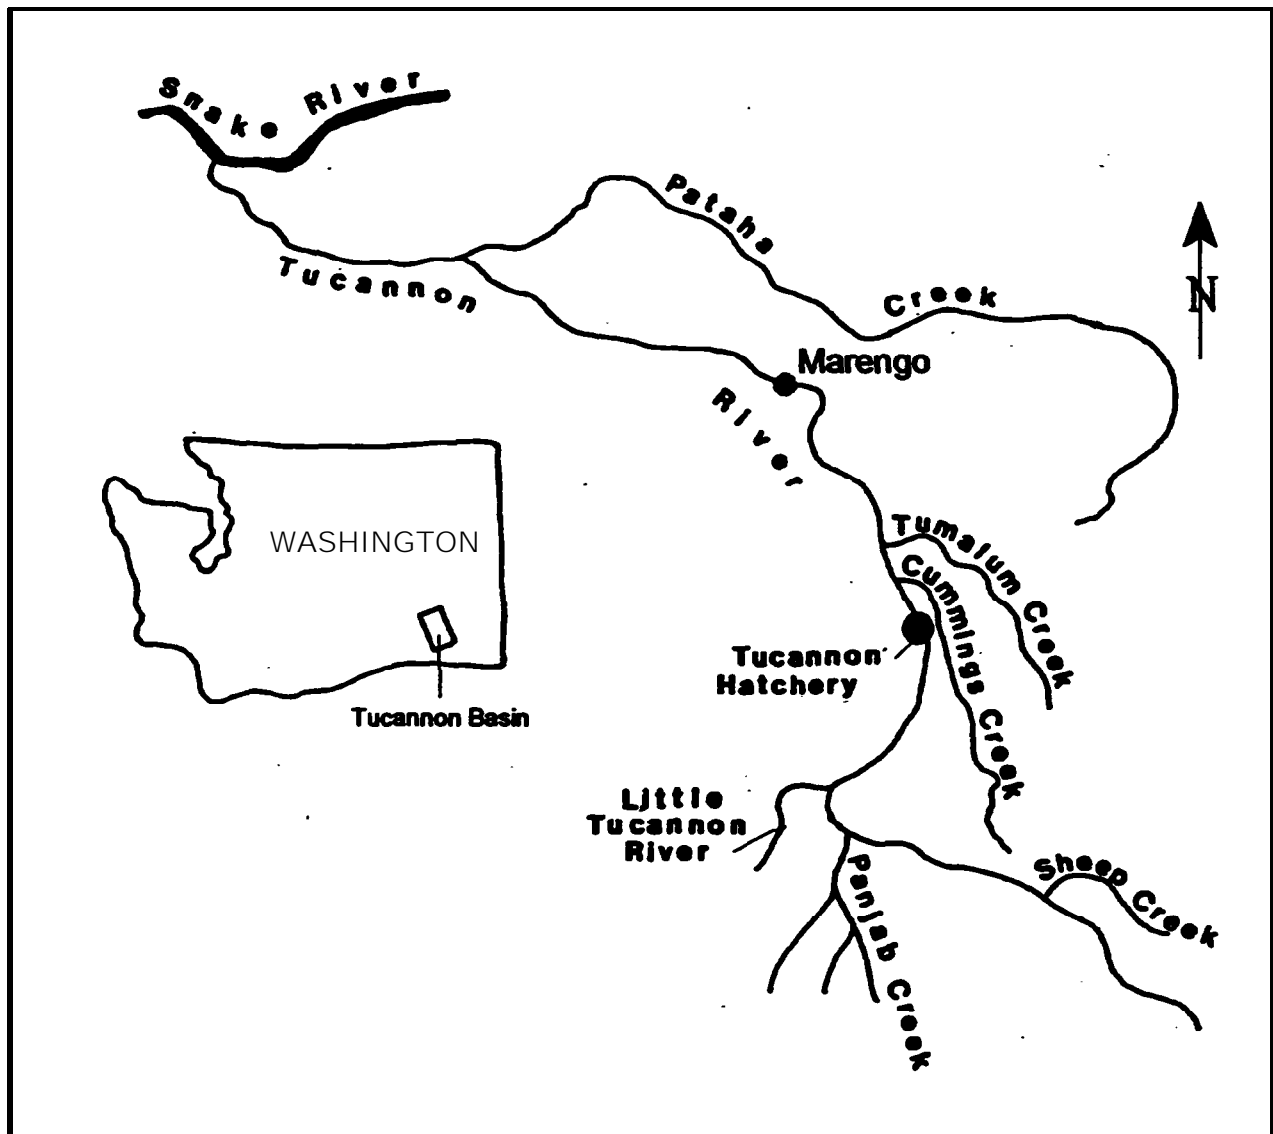 Snake River
Pataha Creek
Tucannon River
N
Marengo
WASHINGTON
Tumalum Creek
Cummings Creek
Tucannon
Hatchery
Tucannon Basin
Little
Tucannon
River
Sheep Creek
Panjab Creek